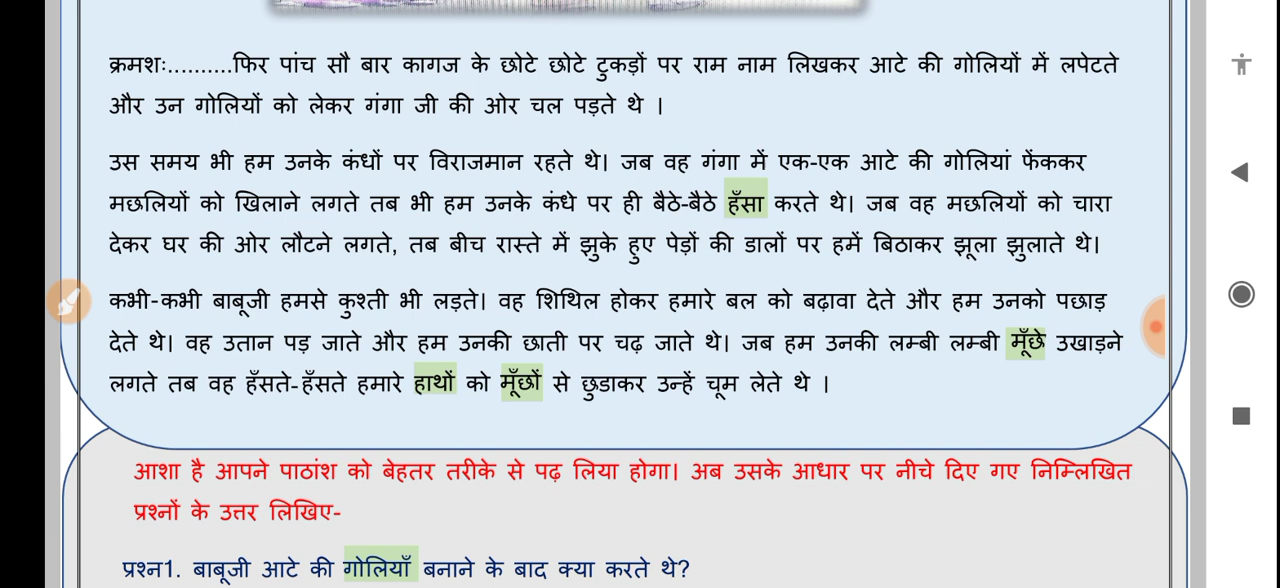 क्रमशः..........फिर पांच सौ बार कागज के छोटे छोटे टुकड़ों पर राम नाम लिखकर आटे की गोलियों में लपेटते
और उन गोलियों को लेकर गंगा जी की ओर चल पड़ते थे ।
उस समय भी हम उनके कंधों पर विराजमान रहते थे। जब वह गंगा में एक-एक आटे की गोलियां फेंककर
मछलियों को खिलाने लगते तब भी हम उनके कंधे पर ही बैठे-बैठे हँसा करते थे। जब वह मछलियों को चारा
देकर घर की ओर लौटने लगते, तब बीच रास्ते में झुके हुए पेड़ों की डालों पर हमें बिठाकर झूला झुलाते थे।
कभी-कभी बाबूजी हमसे कुश्ती भी लड़ते। वह शिथिल होकर हमारे बल को बढ़ावा देते और हम उनको पछाड़
देते थे। वह उतान पड़ जाते और हम उनकी छाती पर चढ़ जाते थे। जब हम उनकी लम्बी लम्बी मूँछे उखाड़ने
लगते तब वह हँसते-हँसते हमारे हाथों को मूँछों से छुडाकर उन्हें चूम लेते थे ।
आशा है आपने पाठांश को बेहतर तरीके से पढ़ लिया होगा। अब उसके आधार पर नीचे दिए गए निम्लिखित
प्रश्नों के उत्तर लिखिए-
प्रश्न1. बाबूजी आटे की गोलियाँ बनाने के बाद क्या करते थे?